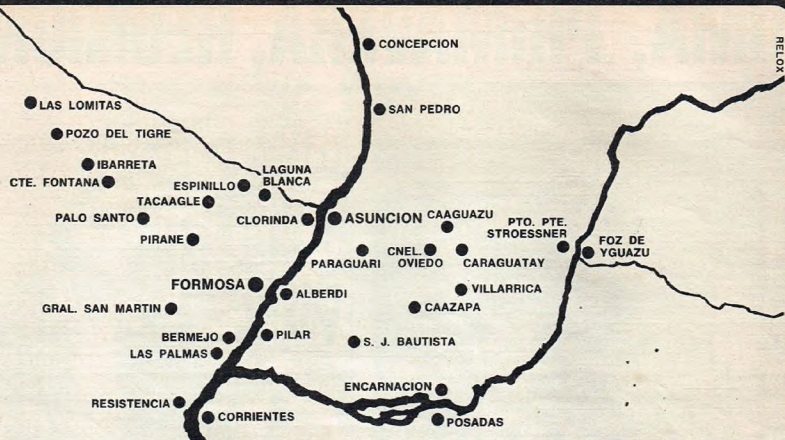 RELOX
CONCEPCION
LAS LOMITAS
SAN PEDRO
POZO DEL TIGRE
IBARRETA
LAGUNA
BLANCA
CTE. FONTANA
ESPINILLO
TACAAGLE
PALO SANTO
CLORINDA
ASUNCION
CAAGUAZU
PTO. PTE.
STROESSNER
FOZ DE
YGUAZU
PIRANE
PARAGUARI
CNEL.
OVIEDO
CARAGUATAY
FORMOSA
ALBERDI
VILLARRICA
GRAL. SAN MARTIN
CAAZAPA
BERMEJO
PILAR
S. J. BAUTISTA
LAS PALMAS
ENCARNACION
RESISTENCIA
CORRIENTES
POSADAS